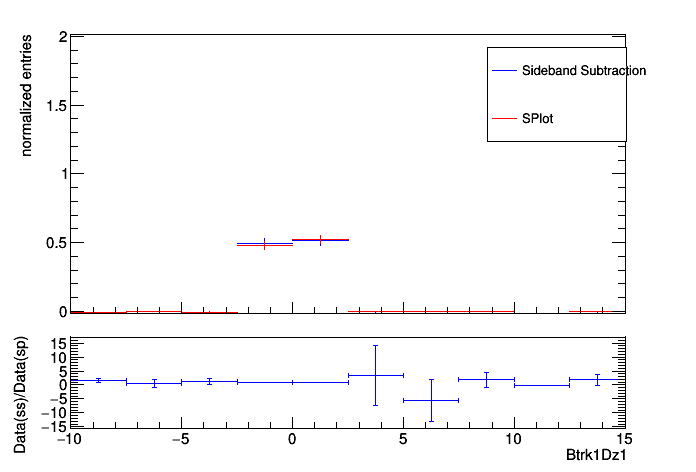 normalized entries
2
1.5
1
0.5
0
Sideband Subtraction
SPlot
Data(ss)/Data(sp)
15
10
5
0
−5
−10
−15
−10 −5 0 5 10 15
Btrk1Dz1